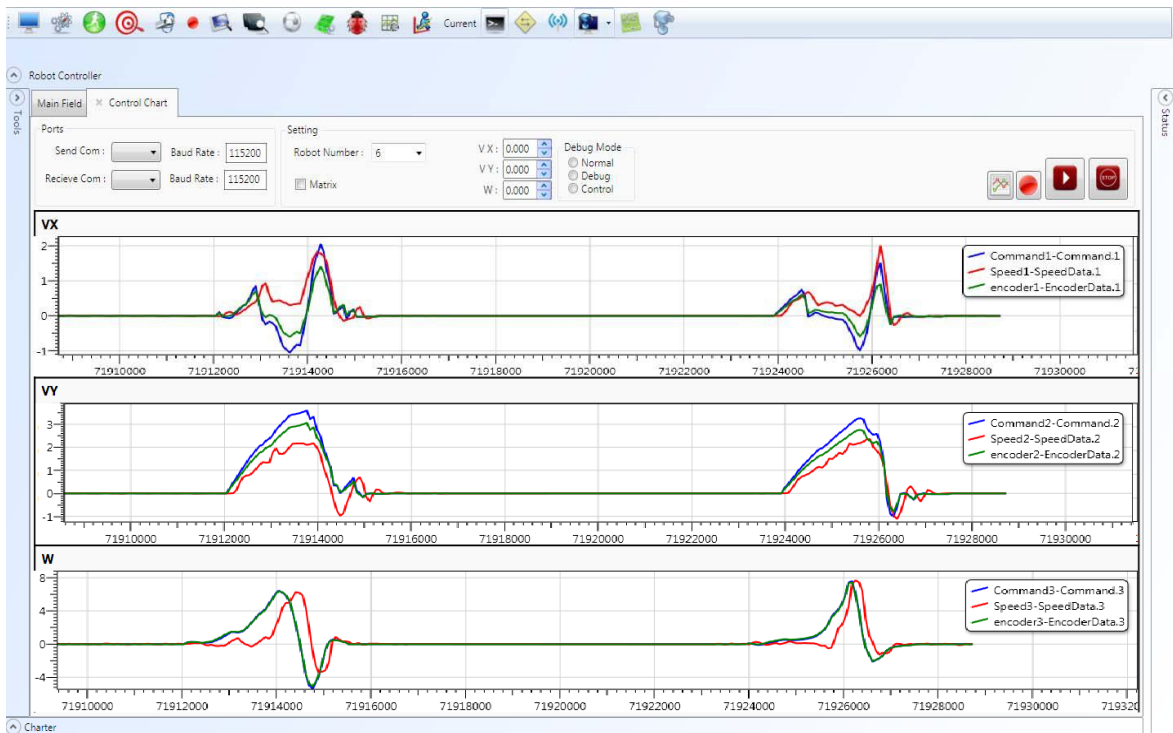 Current
Robot Controller
Tools
Main Field × Control Chart
Status
Ports
Send Com : Baud Rate : 115200
Recieve Com : Baud Rate : 115200
Setting
Robot Number : 6
Matrix
V X : 0.000
V Y : 0.000
W : 0.000
Debug Mode
Normal
Debug
Control
STOP
VX
2
1
0
-1
Command1-Command.1
Speed1-SpeedData.1
encoder1-EncoderData.1
71910000 71912000 71914000 71916000 71918000 71920000 71922000 71924000 71926000 71928000 71930000
VY
3
2
1
0
-1
Command2-Command.2
Speed2-SpeedData.2
encoder2-EncoderData.2
71910000 71912000 71914000 71916000 71918000 71920000 71922000 71924000 71926000 71928000 71930000
W
8
4
0
-4
Command3-Command.3
Speed3-SpeedData.3
encoder3-EncoderData.3
71910000 71912000 71914000 71916000 71918000 71920000 71922000 71924000 71926000 71928000 71930000 719320
Charter